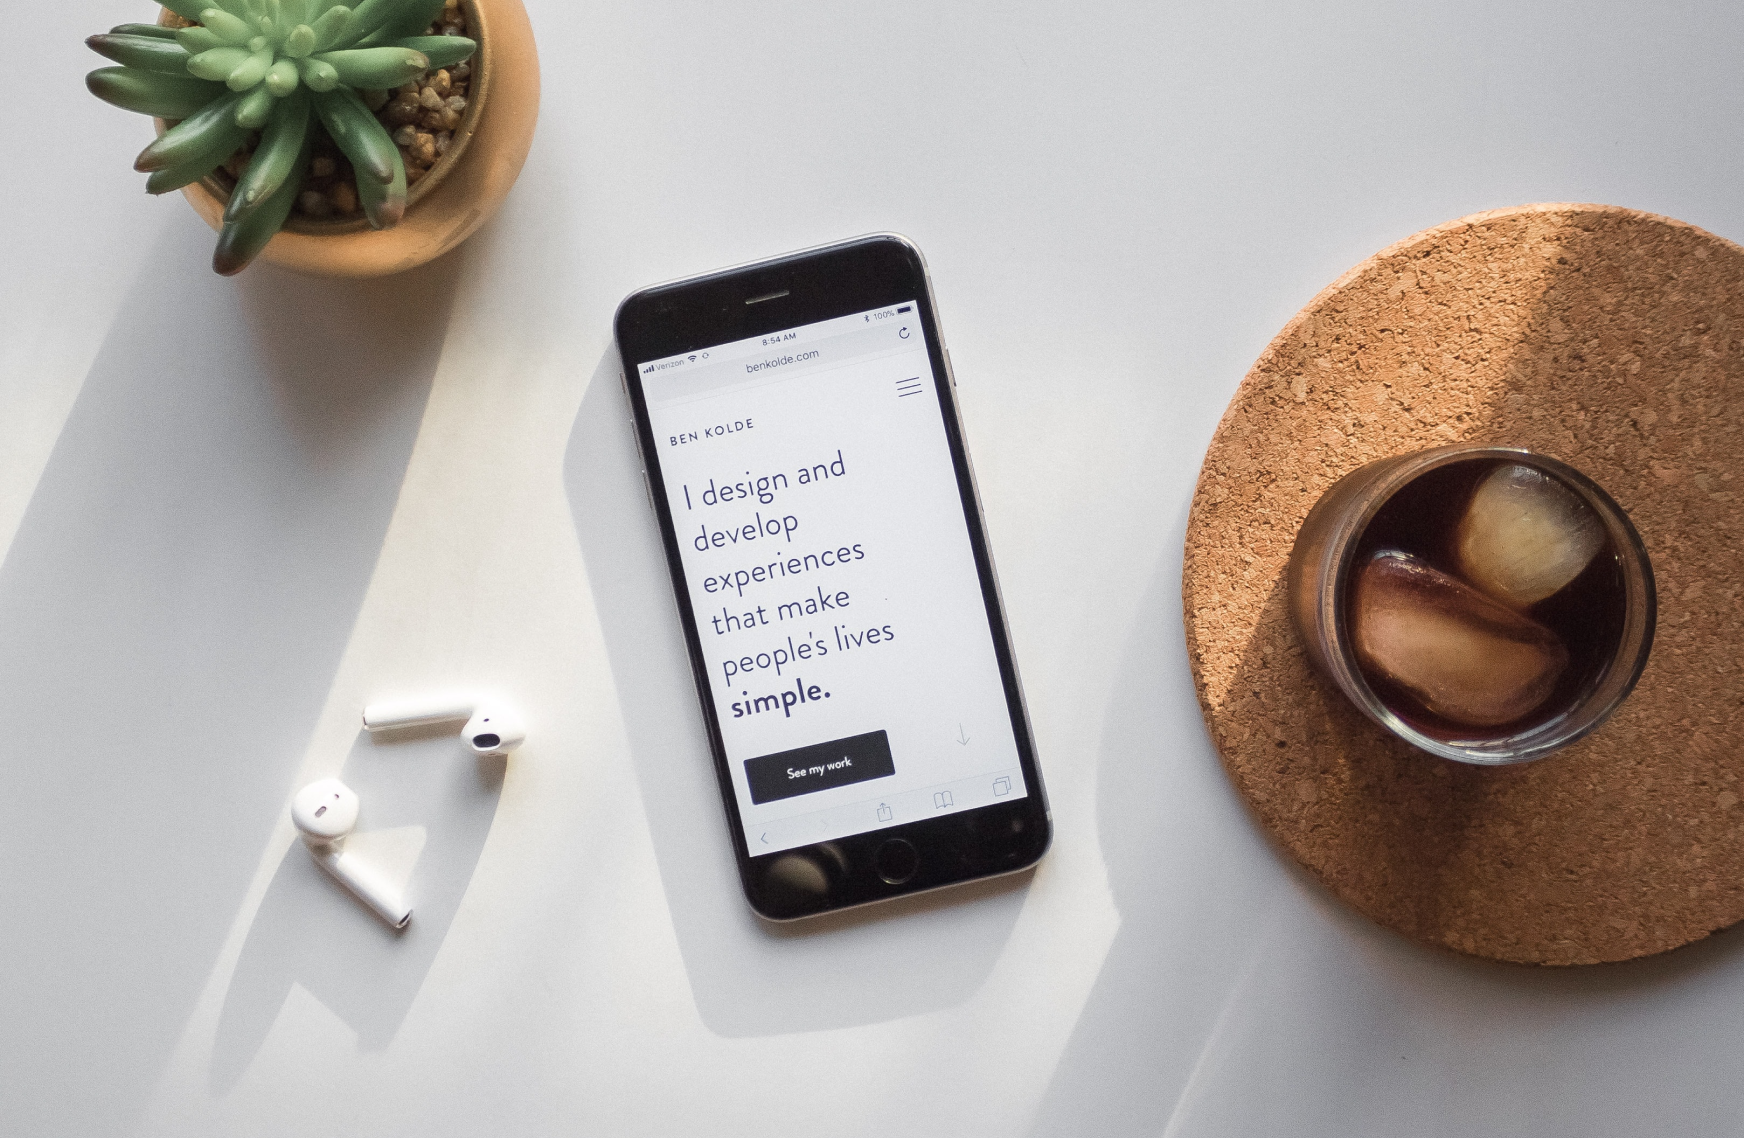 Verizon 8:54 AM 100%
benkolde.com
BEN KOLDE
I design and
develop
experiences
that make
people's lives
simple.
See my work